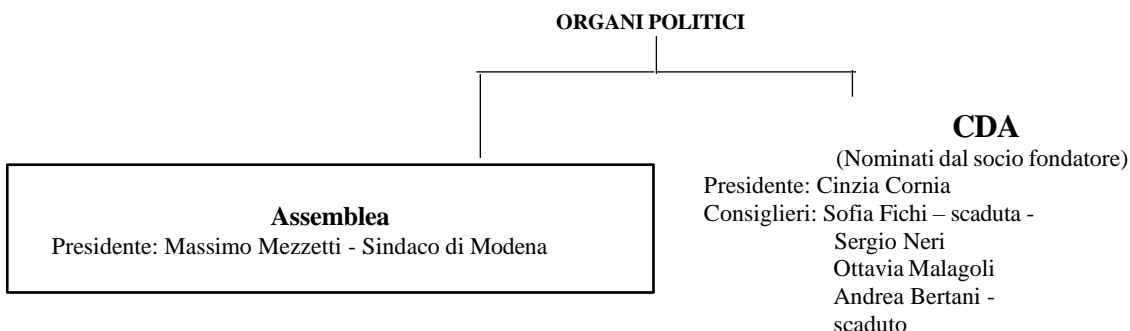 ORGANI POLITICI
Assemblea
Presidente: Massimo Mezzetti - Sindaco di Modena
CDA
(Nominati dal socio fondatore)
Presidente: Cinzia Cornia
Consiglieri: Sofia Fichi – scaduta -
Sergio Neri
Ottavia Malagoli
Andrea Bertani -
scaduto